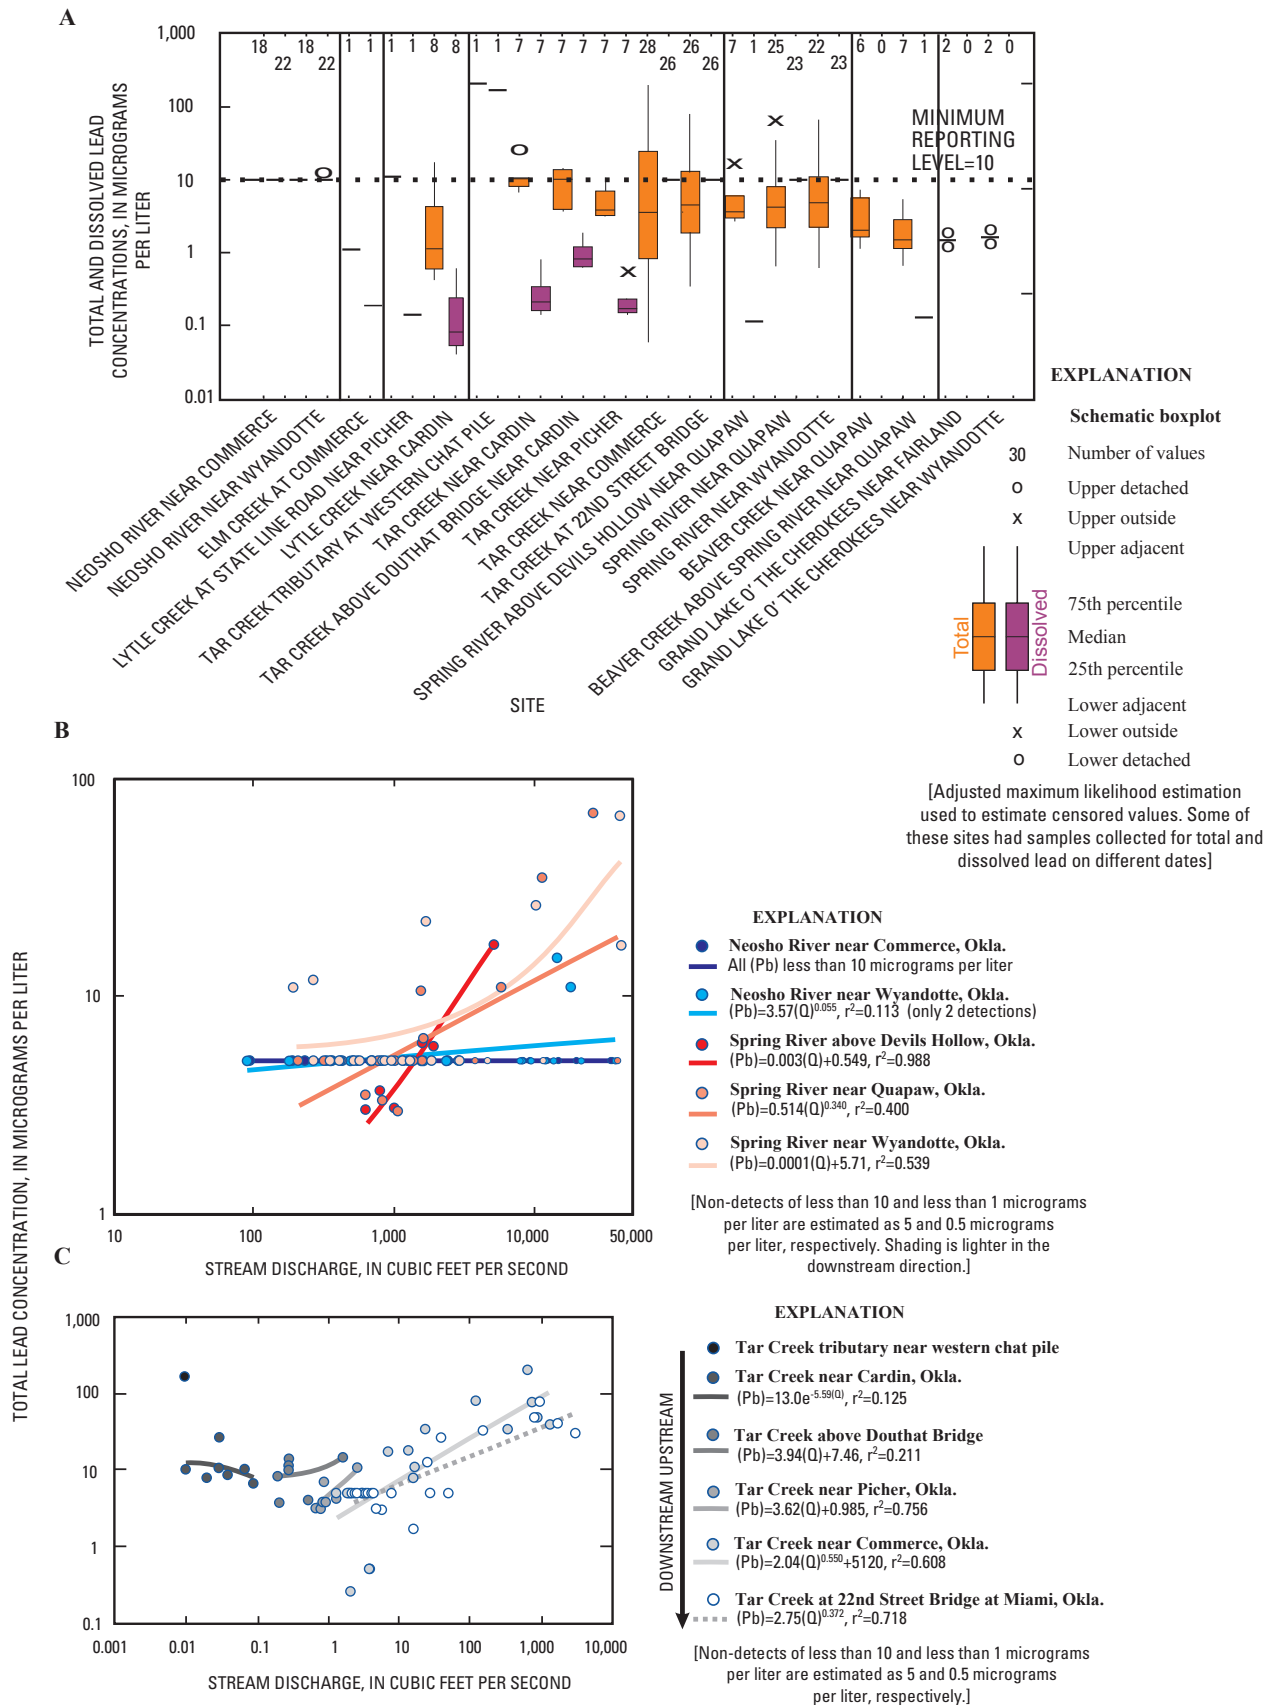 A
TOTAL AND DISSOLVED LEAD
CONCENTRATIONS, IN MICROGRAMS
PER LITER
1,000
100
10
1
0.1
0.01
18 22 18 22 1 1 1 1 8 8 1 1 7 7 7 7 7 7 28 26 26 26 7 1 25 23 22 23 6 0 7 1 2 0 2 0
MINIMUM
REPORTING
LEVEL=10
NEOSHO RIVER NEAR COMMERCE
NEOSHO RIVER NEAR WYANDOTTE
ELM CREEK AT COMMERCE
LYTLE CREEK AT STATE LINE ROAD NEAR PICHER
LYTLE CREEK NEAR CARDIN
TAR CREEK TRIBUTARY AT WESTERN CHAT PILE
TAR CREEK NEAR CARDIN
TAR CREEK ABOVE DOUTHAT BRIDGE NEAR CARDIN
TAR CREEK NEAR PICHER
TAR CREEK NEAR COMMERCE
TAR CREEK AT 22ND STREET BRIDGE
SPRING RIVER ABOVE DEVILS HOLLOW NEAR QUAPAW
SPRING RIVER NEAR QUAPAW
SPRING RIVER NEAR WYANDOTTE
BEAVER CREEK NEAR QUAPAW
BEAVER CREEK ABOVE SPRING RIVER NEAR QUAPAW
GRAND LAKE O' THE CHEROKEES NEAR FAIRLAND
GRAND LAKE O' THE CHEROKEES NEAR WYANDOTTE
SITE
EXPLANATION
Schematic boxplot
30 Number of values
o Upper detached
x Upper outside
Upper adjacent
75th percentile
Median
25th percentile
Lower adjacent
x Lower outside
o Lower detached
Total
Dissolved
[Adjusted maximum likelihood estimation
used to estimate censored values. Some of
these sites had samples collected for total and
dissolved lead on different dates]
B
TOTAL LEAD CONCENTRATION, IN MICROGRAMS PER LITER
100
10
1
10 100 1,000 10,000 50,000
STREAM DISCHARGE, IN CUBIC FEET PER SECOND
EXPLANATION
Neosho River near Commerce, Okla.
All (Pb) less than 10 micrograms per liter
Neosho River near Wyandotte, Okla.
(Pb)=3.57(Q)^0.055, r²=0.113 (only 2 detections)
Spring River above Devils Hollow, Okla.
(Pb)=0.003(Q)+0.549, r²=0.988
Spring River near Quapaw, Okla.
(Pb)=0.514(Q)^0.340, r²=0.400
Spring River near Wyandotte, Okla.
(Pb)=0.0001(Q)+5.71, r²=0.539
[Non-detects of less than 10 and less than 1 micrograms
per liter are estimated as 5 and 0.5 micrograms
per liter, respectively. Shading is lighter in the
downstream direction.]
C
1,000
100
10
1
0.1
0.001 0.01 0.1 1 10 100 1,000 10,000
STREAM DISCHARGE, IN CUBIC FEET PER SECOND
EXPLANATION
DOWNSTREAM UPSTREAM
Tar Creek tributary near western chat pile
Tar Creek near Cardin, Okla.
(Pb)=13.0e^-5.59(Q), r²=0.125
Tar Creek above Douthat Bridge
(Pb)=3.94(Q)+7.46, r²=0.211
Tar Creek near Picher, Okla.
(Pb)=3.62(Q)+0.985, r²=0.756
Tar Creek near Commerce, Okla.
(Pb)=2.04(Q)^0.550+5120, r²=0.608
Tar Creek at 22nd Street Bridge at Miami, Okla.
(Pb)=2.75(Q)^0.372, r²=0.718
[Non-detects of less than 10 and less than 1 micrograms
per liter are estimated as 5 and 0.5 micrograms
per liter, respectively.]